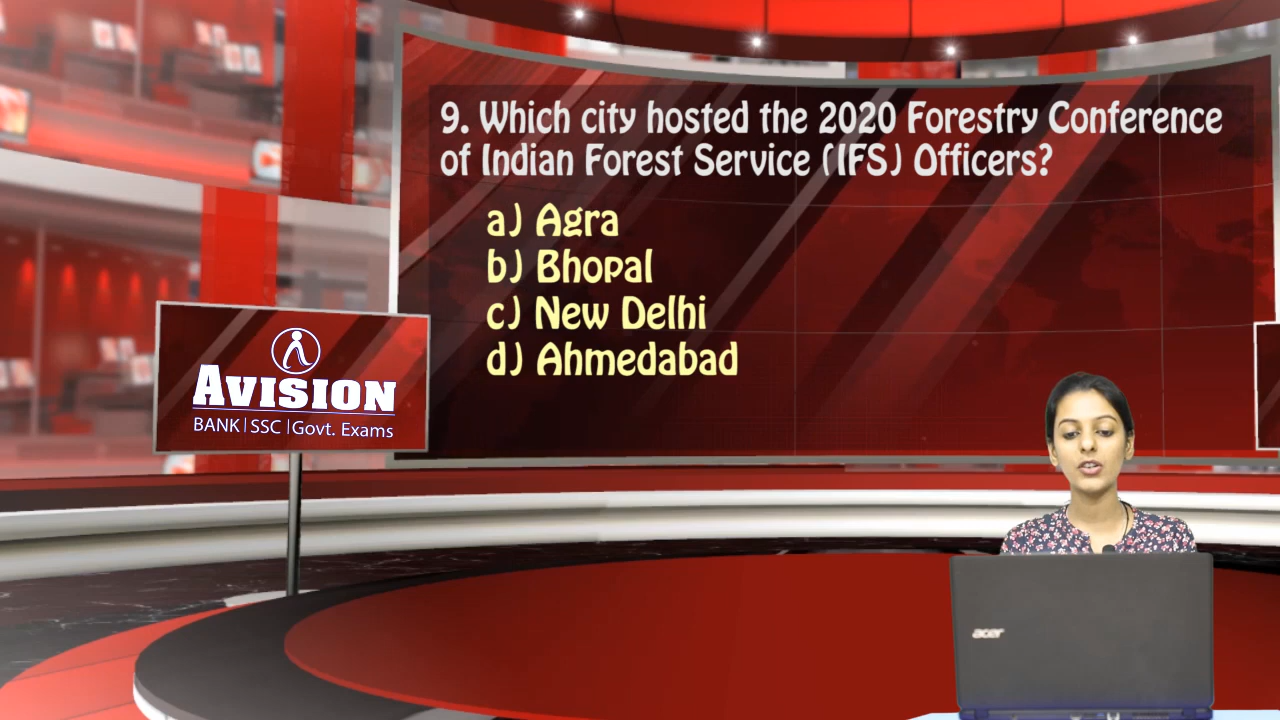 9. Which city hosted the 2020 Forestry Conference
of Indian Forest Service (IFS) Officers?
a) Agra
b) Bhopal
c) New Delhi
d) Ahmedabad
AVISION
BANK | SSC | Govt. Exams
acer